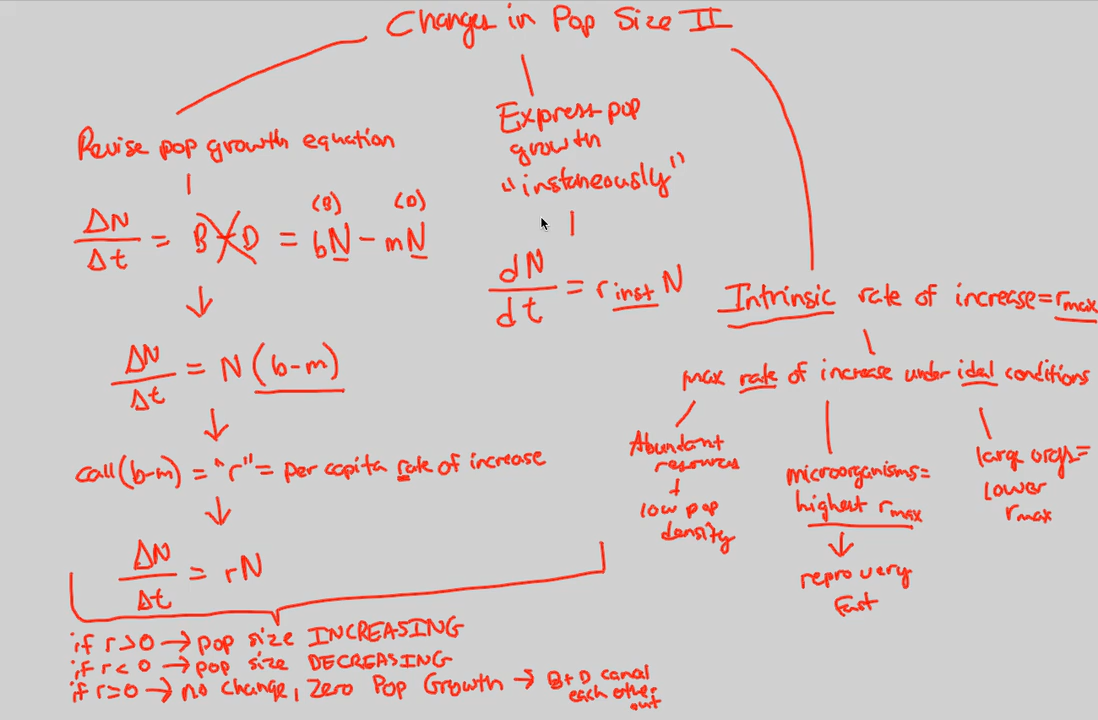 Changes in Pop Size II
Revise pop growth equation
ΔN/Δt = B-D = bN - mN
(B) (D)
ΔN/Δt = N (b-m)
call (b-m) = "r" = per capita rate of increase
ΔN/Δt = rN
if r>0 → pop size INCREASING
if r<0 → pop size DECREASING
if r=0 → no change, Zero Pop Growth → B+D cancel
each other
out
Express pop
growth
"instaneously"
dN/dt = r inst N
Intrinsic rate of increase = rmax
max rate of increase under ideal conditions
Abundant
resources
+
low pop
density
microorganisms =
highest rmax
repro very
fast
large orgs =
lower
rmax